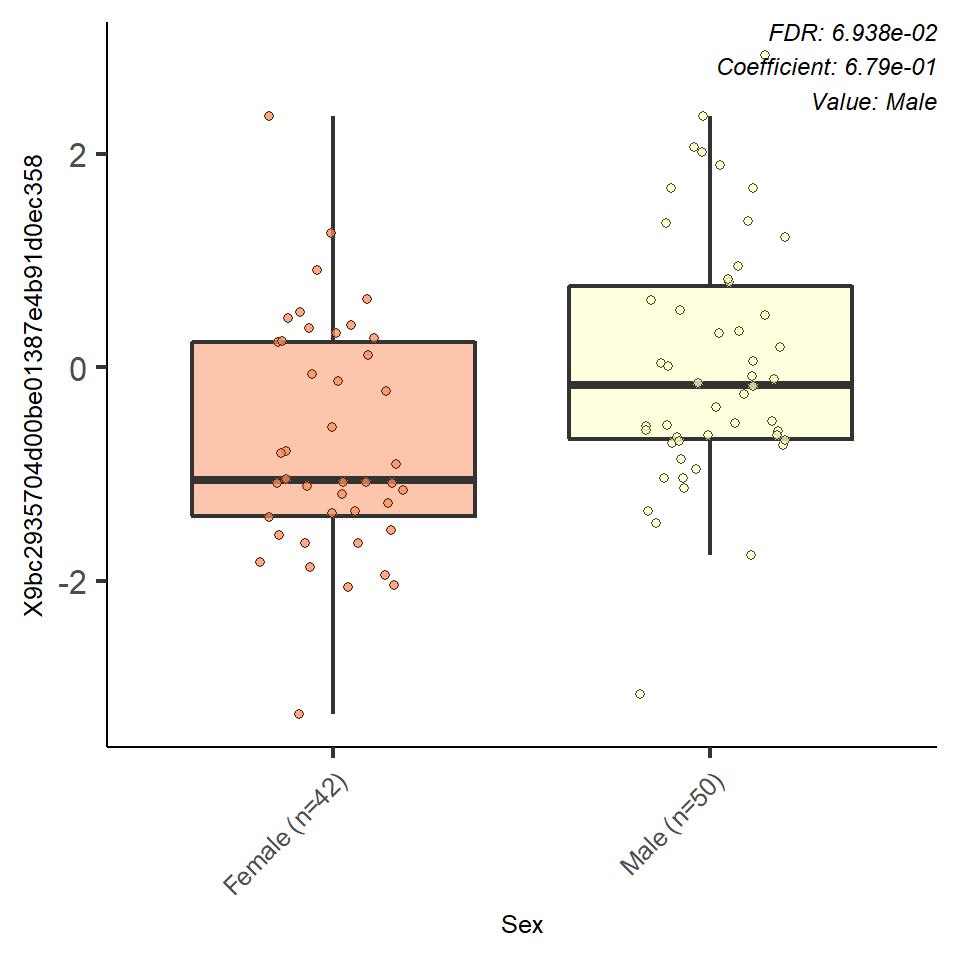 FDR: 6.938e-02
Coefficient: 6.79e-01
Value: Male
X9bc2935704d00be01387e4b91d0ec358
2
0
-2
Female (n=42)
Male (n=50)
Sex